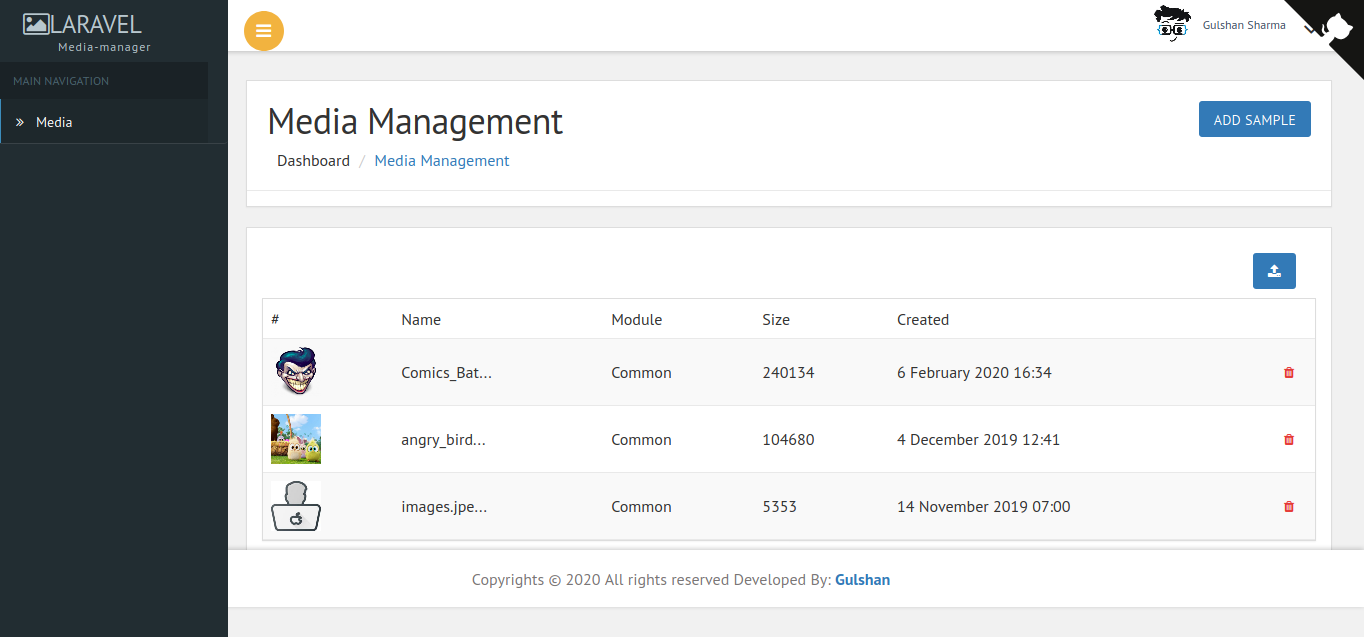 LARAVEL
Media-manager
MAIN NAVIGATION
Media
Gulshan Sharma
Media Management
ADD SAMPLE
Dashboard / Media Management
# Name Module Size Created
Comics_Bat... Common 240134 6 February 2020 16:34
angry_bird... Common 104680 4 December 2019 12:41
images.jpe... Common 5353 14 November 2019 07:00
Copyrights © 2020 All rights reserved Developed By: Gulshan